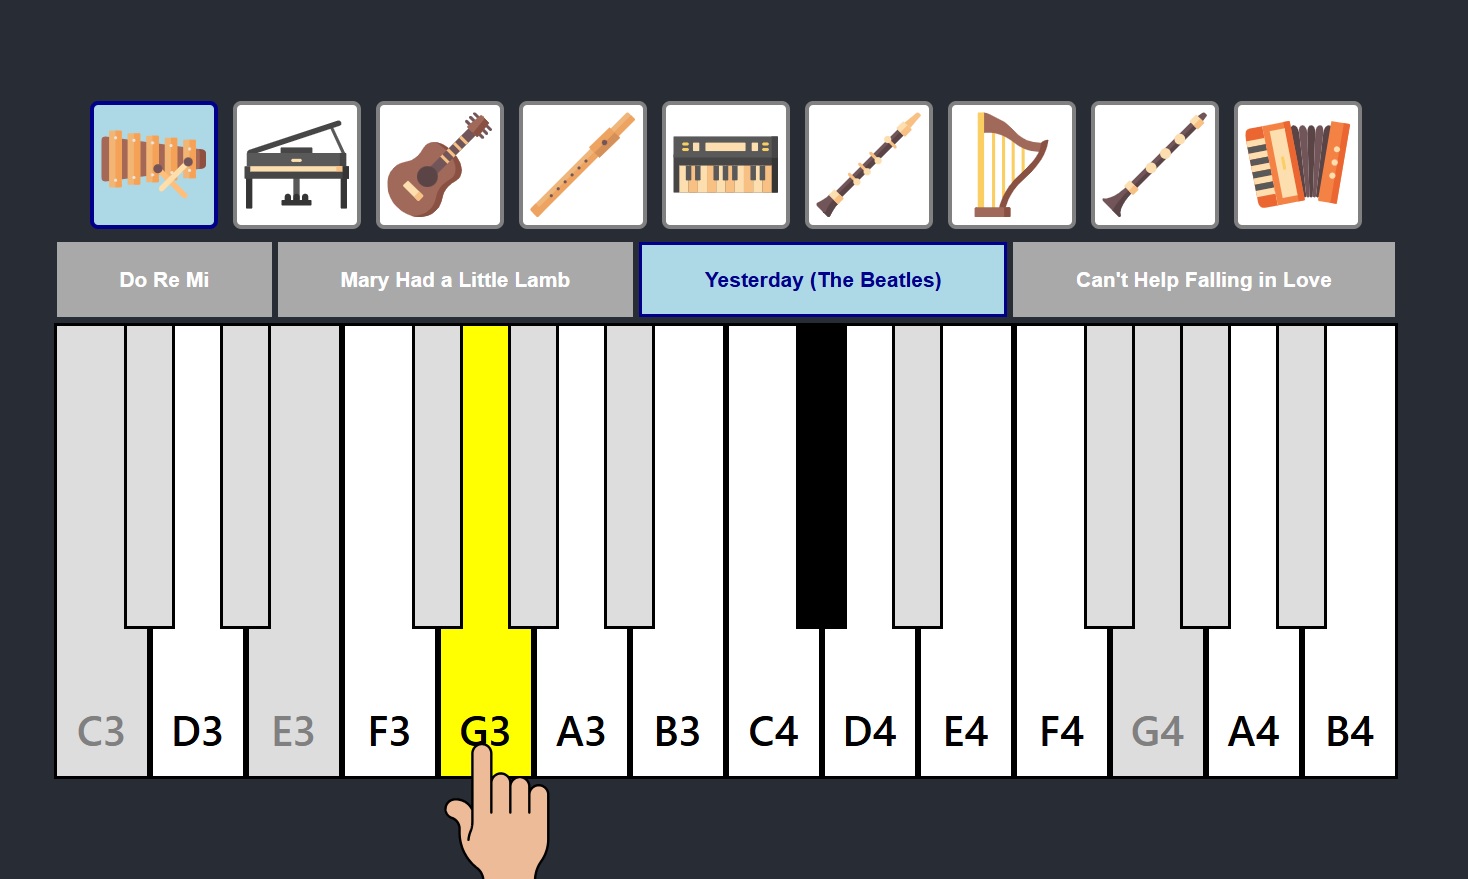 Do Re Mi
Mary Had a Little Lamb
Yesterday (The Beatles)
Can't Help Falling in Love
C3 D3 E3 F3 G3 A3 B3 C4 D4 E4 F4 G4 A4 B4